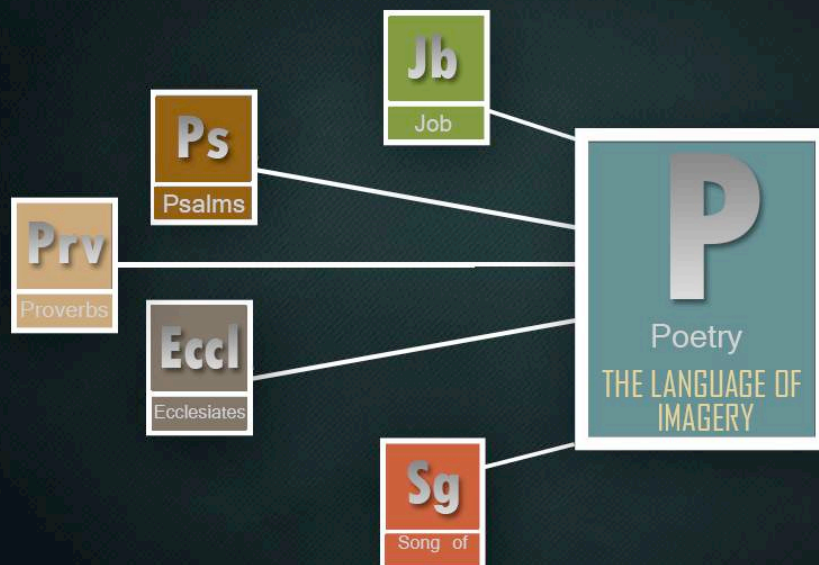 Jb
Job
Ps
Psalms
Prv
Proverbs
Eccl
Ecclesiates
Sg
Song of
P
Poetry
THE LANGUAGE OF
IMAGERY